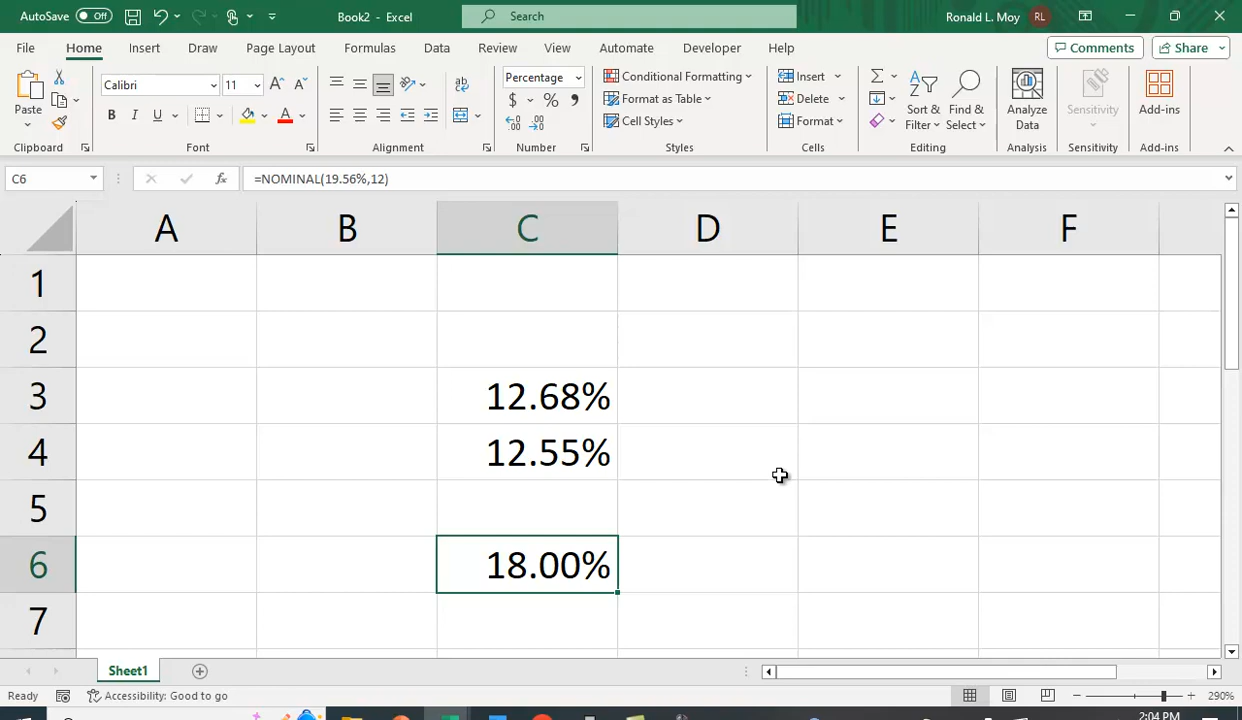 AutoSave Off Book2 - Excel Search Ronald L. Moy RL
File Home Insert Draw Page Layout Formulas Data Review View Automate Developer Help Comments Share
Paste
Calibri 11
B I U
Percentage
$ % ,
Conditional Formatting
Format as Table
Cell Styles
Insert
Delete
Format
Sort & Filter
Find & Select
Analyze Data
Sensitivity
Add-ins
Clipboard Font Alignment Number Styles Cells Editing Analysis Sensitivity Add-ins
C6 fx =NOMINAL(19.56%,12)
A B C D E F
1
2
3 12.68%
4 12.55%
5
6 18.00%
7
Sheet1
Ready Accessibility: Good to go 290%
2:04 PM